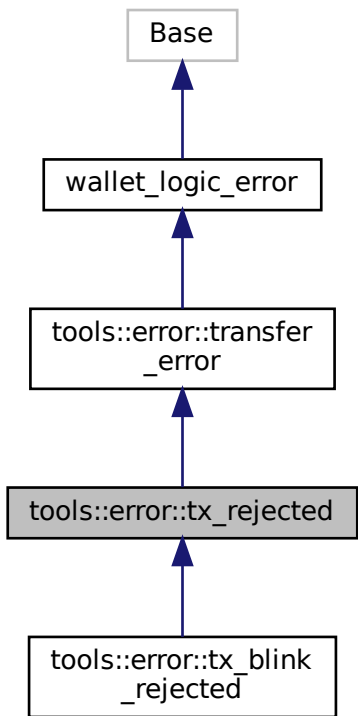 Base
wallet_logic_error
tools::error::transfer
_error
tools::error::tx_rejected
tools::error::tx_blink
_rejected